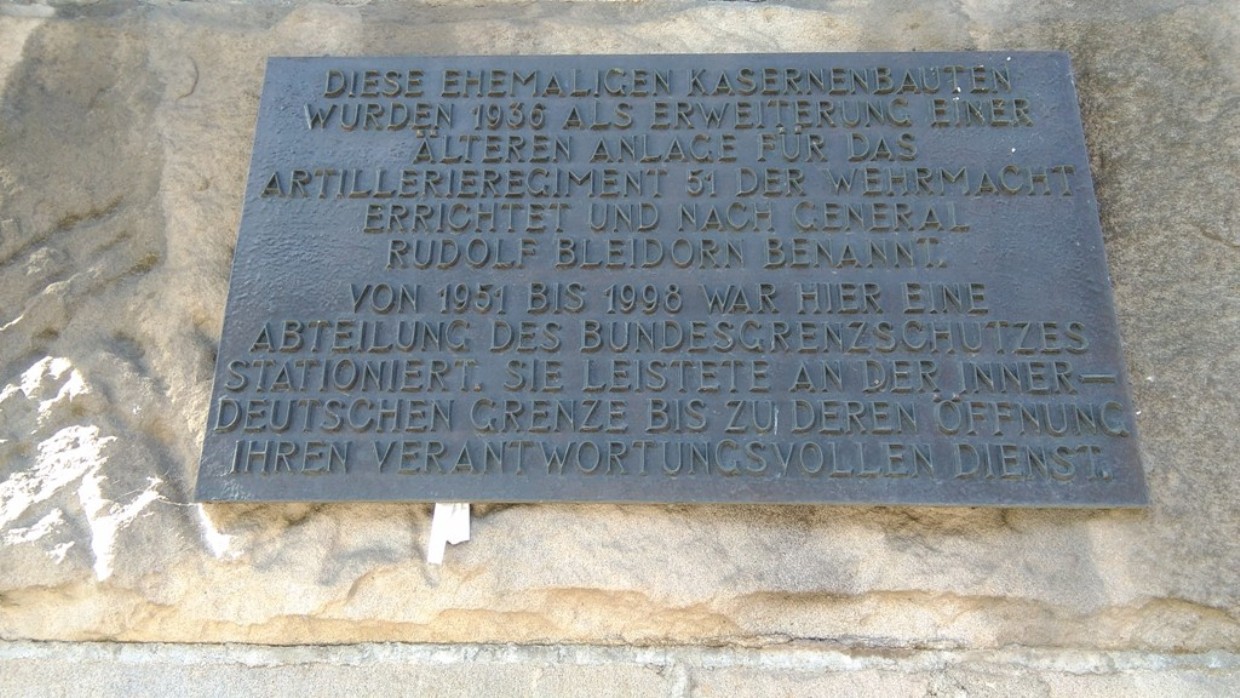 DIESE EHEMALIGEN KASERNENBAUTEN
WURDEN 1936 ALS ERWEITERUNG EINER
ÄLTEREN ANLAGE FÜR DAS
ARTILLERIEREGIMENT 51 DER WEHRMACHT
ERRICHTET UND NACH GENERAL
RUDOLF BLEIDORN BENANNT.
VON 1951 BIS 1998 WAR HIER EINE
ABTEILUNG DES BUNDESGRENZSCHUTZES
STATIONIERT. SIE LEISTETE AN DER INNER—
DEUTSCHEN GRENZE BIS ZU DEREN ÖFFNUNG
IHREN VERANTWORTUNGSVOLLEN DIENST.